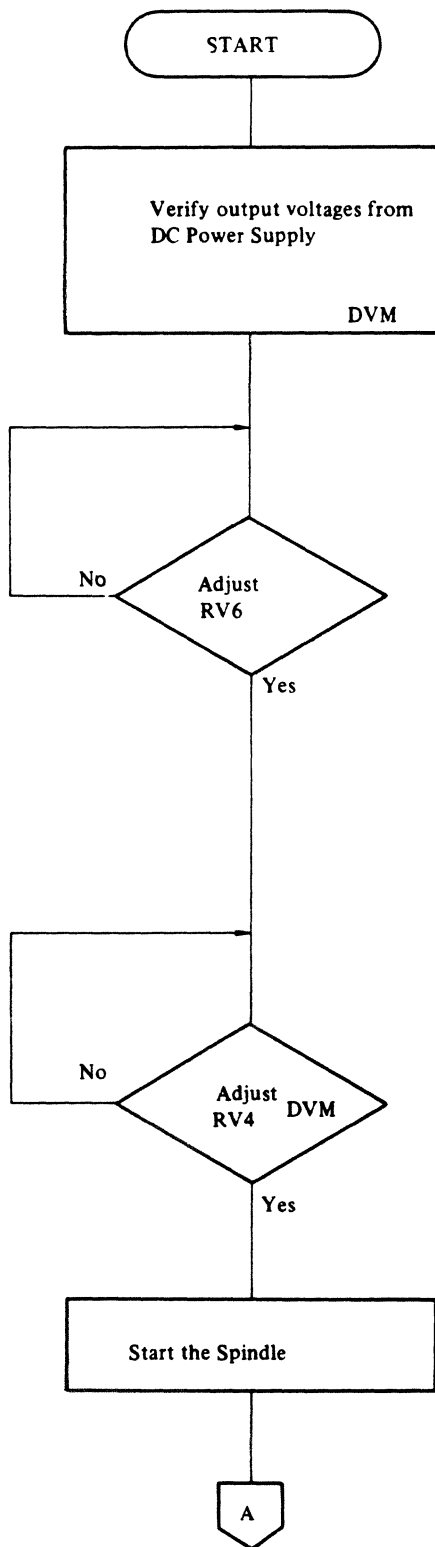 START
Verify output voltages from
DC Power Supply
DVM
No
Adjust
RV6
Yes
No
Adjust
RV4 DVM
Yes
Start the Spindle
A